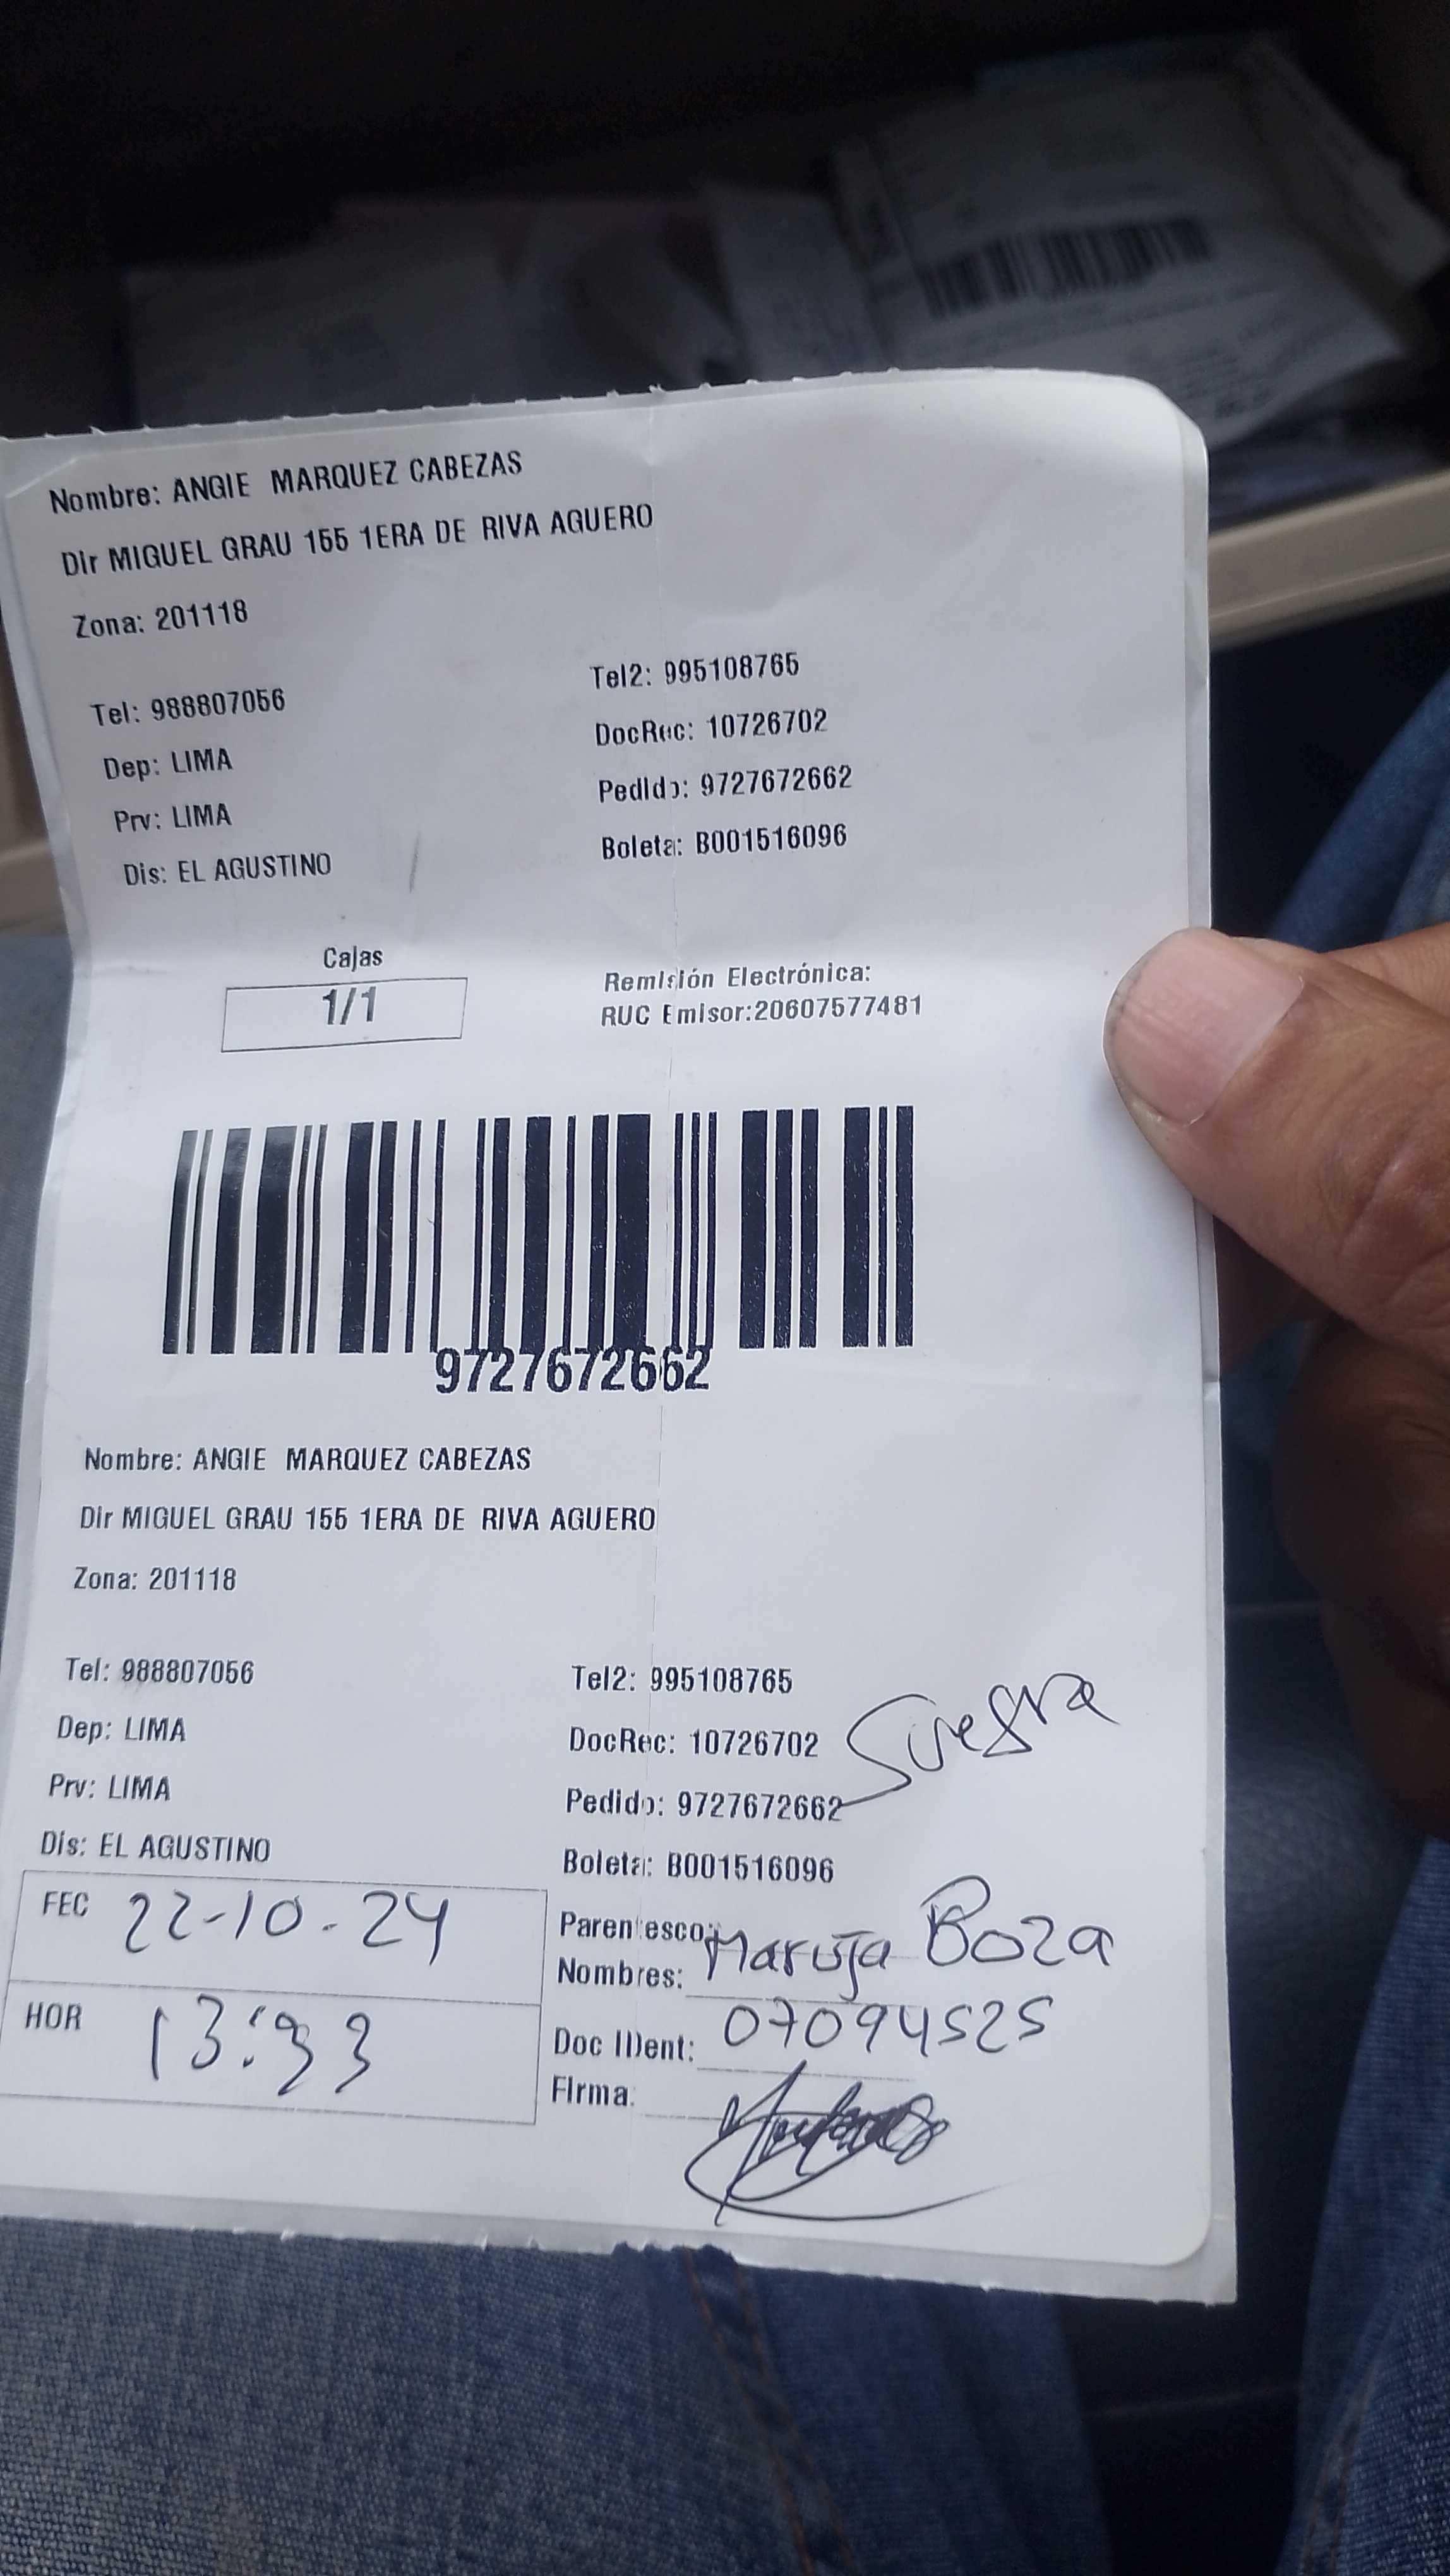 Nombre: ANGIE MARQUEZ CABEZAS
Dir MIGUEL GRAU 155 1ERA DE RIVA AGUERO
Zona: 201118
Tel: 988807056
Dep: LIMA
Prv: LIMA
Dis: EL AGUSTINO
Tel2: 995108765
DocRec: 10726702
Pedido: 9727672662
Boleta: B001516096
Cajas
1/1
Remisión Electrónica:
RUC Emisor:20607577481
9727672662
Nombre: ANGIE MARQUEZ CABEZAS
Dir MIGUEL GRAU 155 1ERA DE RIVA AGUERO
Zona: 201118
Tel: 988807056
Dep: LIMA
Prv: LIMA
Dis: EL AGUSTINO
Tel2: 995108765
DocRec: 10726702
Suegra
Pedido: 9727672662
Boleta: B001516096
FEC 22-10-24
HOR 13:33
Parentesco:
Nombres: Maruja Boza
Doc IDent: 07094525
Firma: